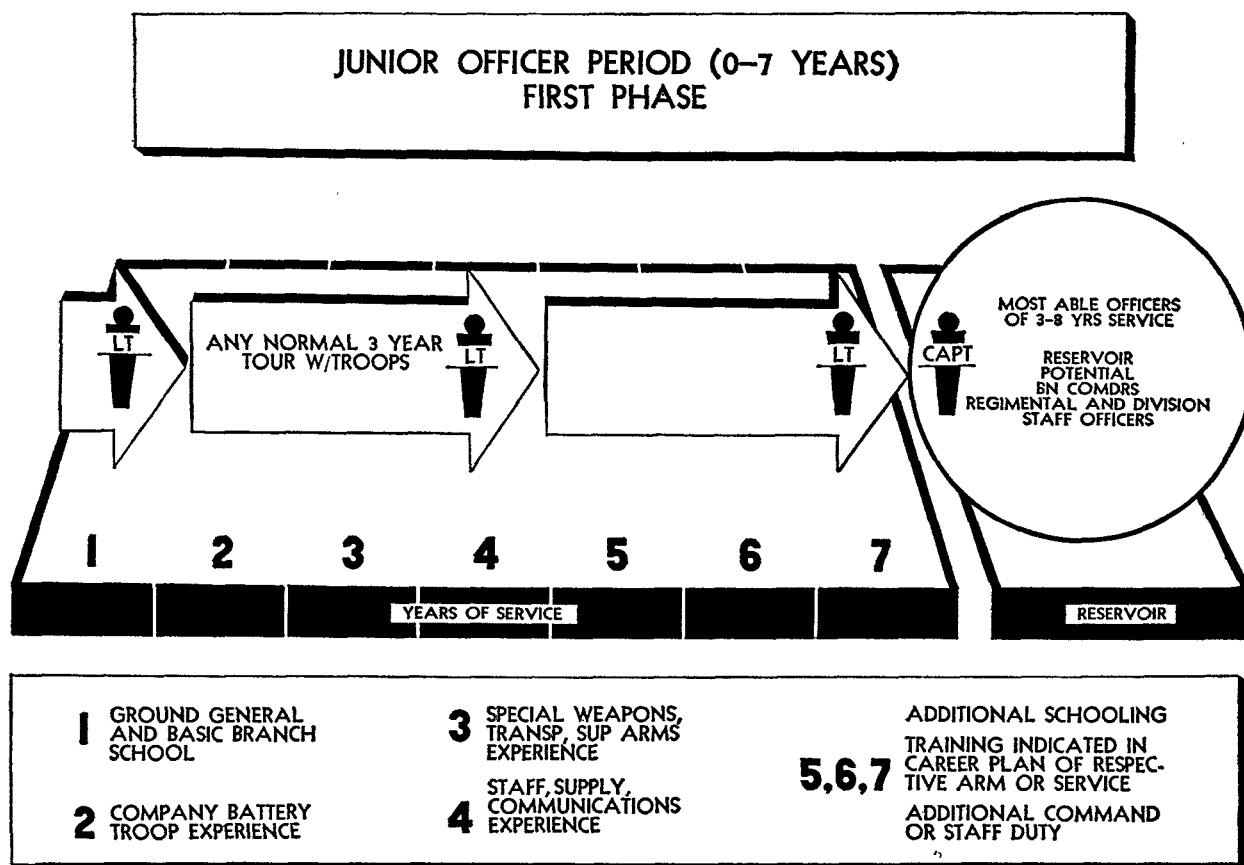 JUNIOR OFFICER PERIOD (0–7 YEARS)
FIRST PHASE
LT
ANY NORMAL 3 YEAR
TOUR W/TROOPS
LT
LT
CAPT
MOST ABLE OFFICERS
OF 3-8 YRS SERVICE
RESERVOIR
POTENTIAL
BN COMDRS
REGIMENTAL AND DIVISION
STAFF OFFICERS
1 2 3 4 5 6 7
YEARS OF SERVICE
RESERVOIR
1 GROUND GENERAL
AND BASIC BRANCH
SCHOOL
2 COMPANY BATTERY
TROOP EXPERIENCE
3 SPECIAL WEAPONS,
TRANSP, SUP ARMS
EXPERIENCE
4 STAFF, SUPPLY,
COMMUNICATIONS
EXPERIENCE
5,6,7
ADDITIONAL SCHOOLING
TRAINING INDICATED IN
CAREER PLAN OF RESPEC-
TIVE ARM OR SERVICE
ADDITIONAL COMMAND
OR STAFF DUTY